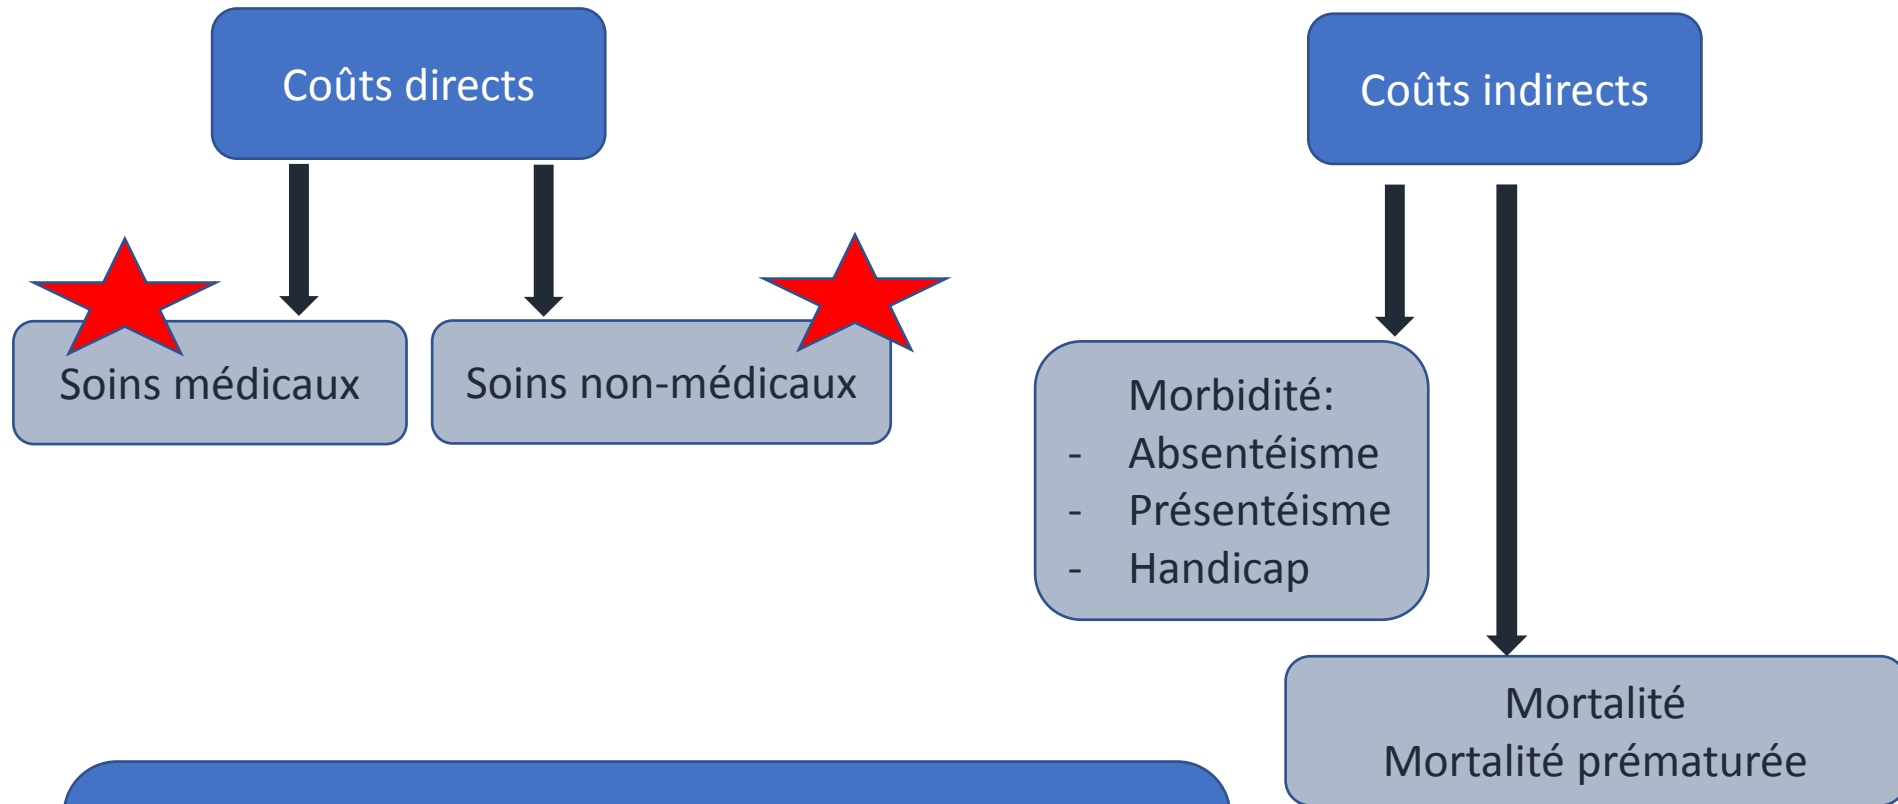 Coûts directs
Coûts indirects
Soins médicaux
Soins non-médicaux
Morbidité:
- Absentéisme
- Présentéisme
- Handicap
Mortalité
Mortalité prématurée